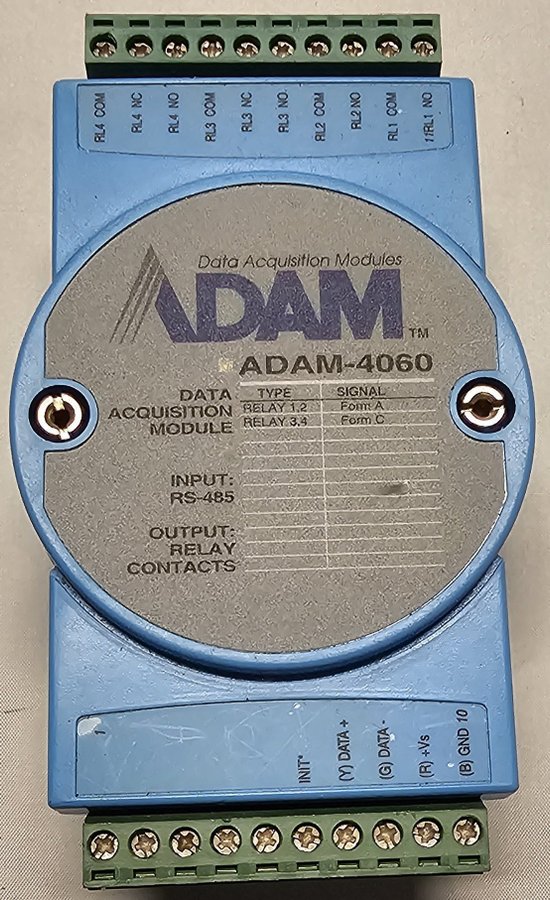 RL4 COM
RL4 NC
RL4 NO
RL3 COM
RL3 NC
RL3 NO
RL2 COM
RL2 NO
RL1 COM
11RL1 NO
Data Acquisition Modules
ADAM TM
ADAM-4060
DATA ACQUISITION MODULE
TYPE SIGNAL
RELAY 1,2 Form A
RELAY 3,4 Form C
INPUT:
RS-485
OUTPUT:
RELAY
CONTACTS
1
INIT*
(Y) DATA +
(G) DATA -
(R) +Vs
(B) GND 10